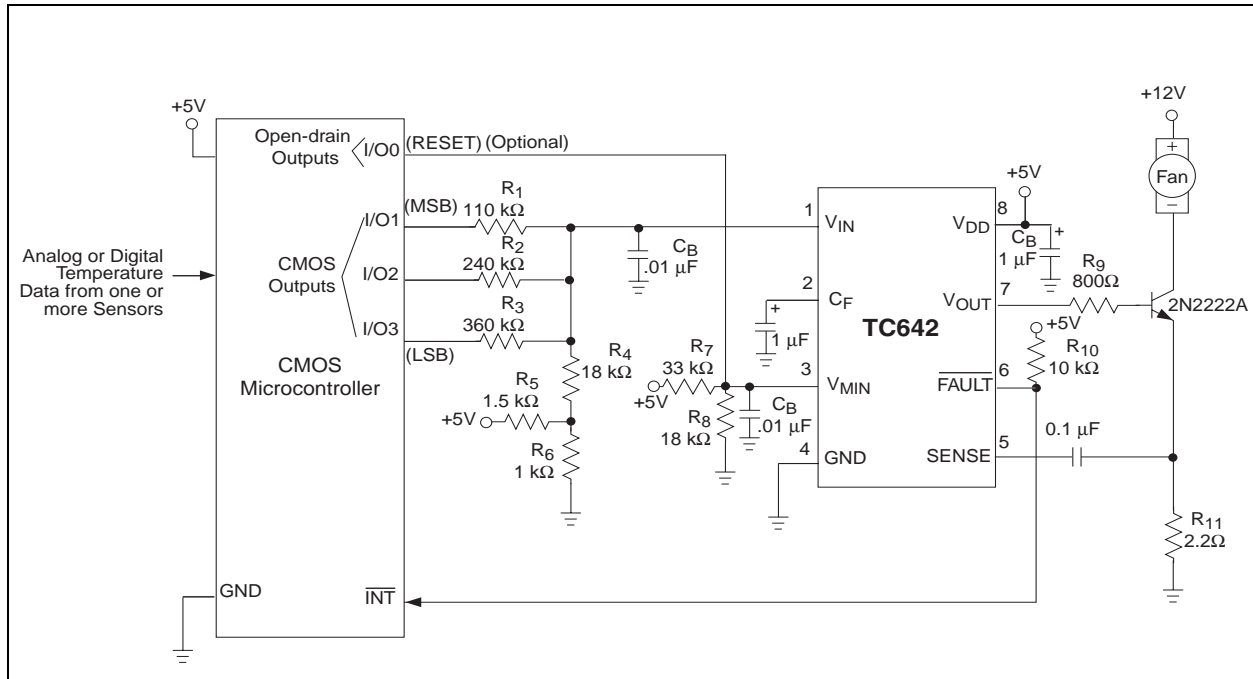 +5V
Open-drain
Outputs
I/O0
(RESET) (Optional)
I/O1
(MSB)
R1
110 kΩ
CMOS
Outputs
I/O2
R2
240 kΩ
I/O3
R3
360 kΩ
(LSB)
Analog or Digital
Temperature
Data from one or
more Sensors
CMOS
Microcontroller
GND
INT
R4
18 kΩ
R5
1.5 kΩ
+5V
R6
1 kΩ
CB
.01 µF
1
VIN
2
CF
1 µF
R7
33 kΩ
+5V
3
VMIN
R8
18 kΩ
CB
.01 µF
4
GND
TC642
+5V
8
VDD
CB
1 µF
+
7
VOUT
R9
800Ω
2N2222A
+5V
R10
10 kΩ
6
FAULT
5
SENSE
0.1 µF
+12V
+
Fan
–
R11
2.2Ω
+